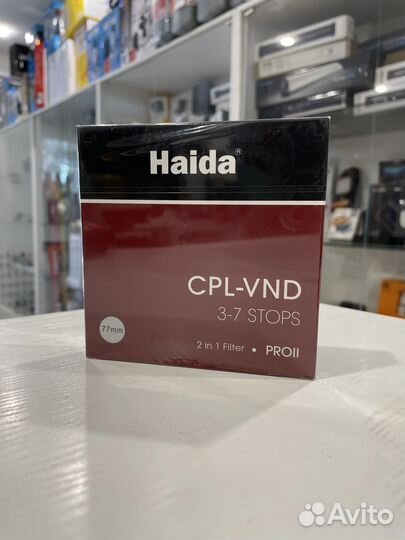 Haida®
CPL-VND
3-7 STOPS
77mm
2 in 1 Filter • PROII
Avito